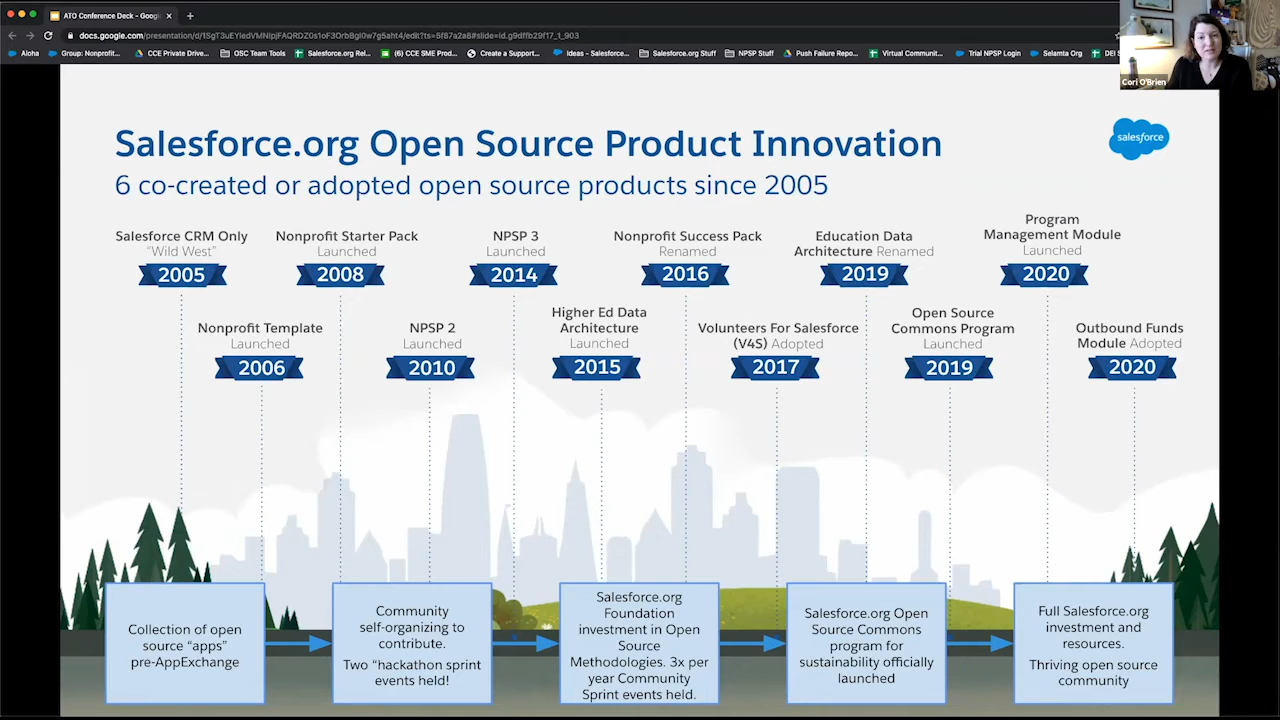 ATO Conference Deck - Googl
docs.google.com/presentation/d/
Aloha
Group: Nonprofit...
CCE Private Drive...
OSC Team Tools
Salesforce.org Rel...
(6) CCE SME Prod...
Create a Support...
Ideas - Salesforce...
Salesforce.org Stuff
NPSP Stuff
Push Failure Repo...
Virtual Communit...
Trial NPSP Login
Selamta Org
DEI S
Cori O'Brien
Salesforce.org Open Source Product Innovation
salesforce
6 co-created or adopted open source products since 2005
Salesforce CRM Only
"Wild West"
2005
Nonprofit Template
Launched
2006
Nonprofit Starter Pack
Launched
2008
NPSP 2
Launched
2010
NPSP 3
Launched
2014
Higher Ed Data
Architecture
Launched
2015
Nonprofit Success Pack
Renamed
2016
Volunteers For Salesforce
(V4S) Adopted
2017
Education Data
Architecture Renamed
2019
Open Source
Commons Program
Launched
2019
Program
Management Module
Launched
2020
Outbound Funds
Module Adopted
2020
Collection of open
source "apps"
pre-AppExchange
Community
self-organizing to
contribute.
Two "hackathon sprint
events held!
Salesforce.org
Foundation
investment in Open
Source
Methodologies. 3x per
year Community
Sprint events held.
Salesforce.org Open
Source Commons
program for
sustainability officially
launched
Full Salesforce.org
investment and
resources.
Thriving open source
community